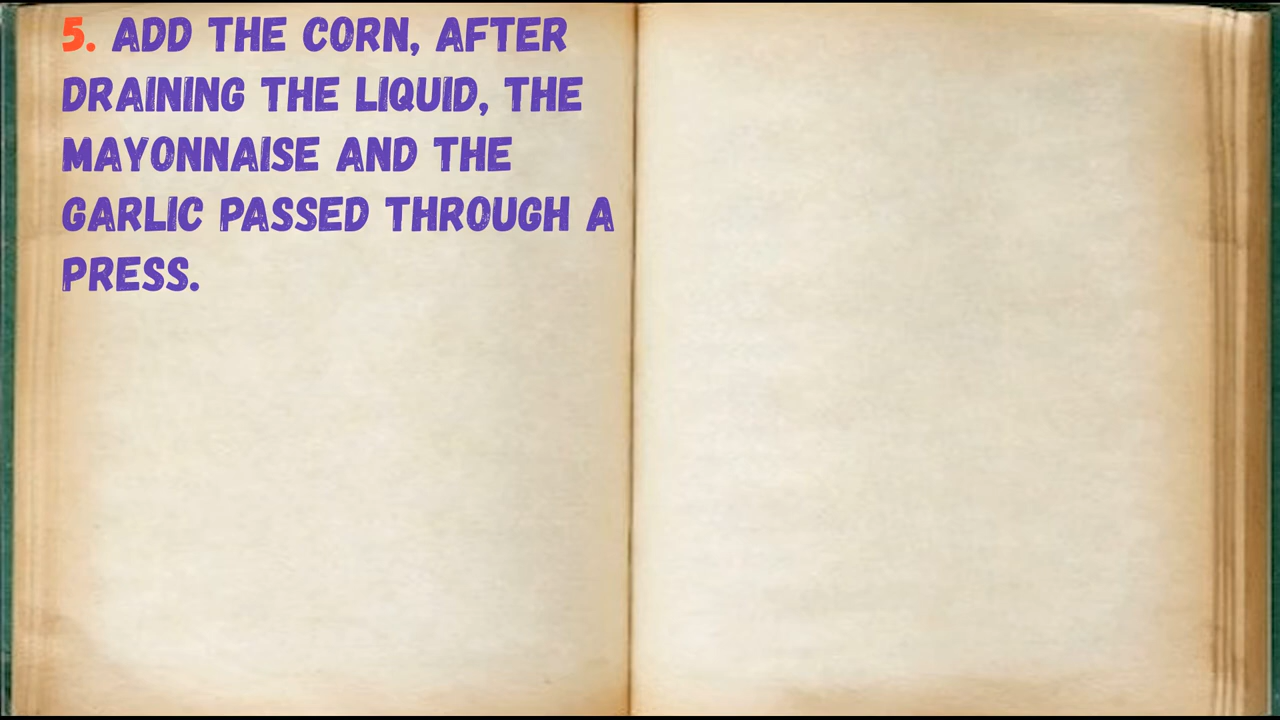 5. ADD THE CORN, AFTER
DRAINING THE LIQUID, THE
MAYONNAISE AND THE
GARLIC PASSED THROUGH A
PRESS.